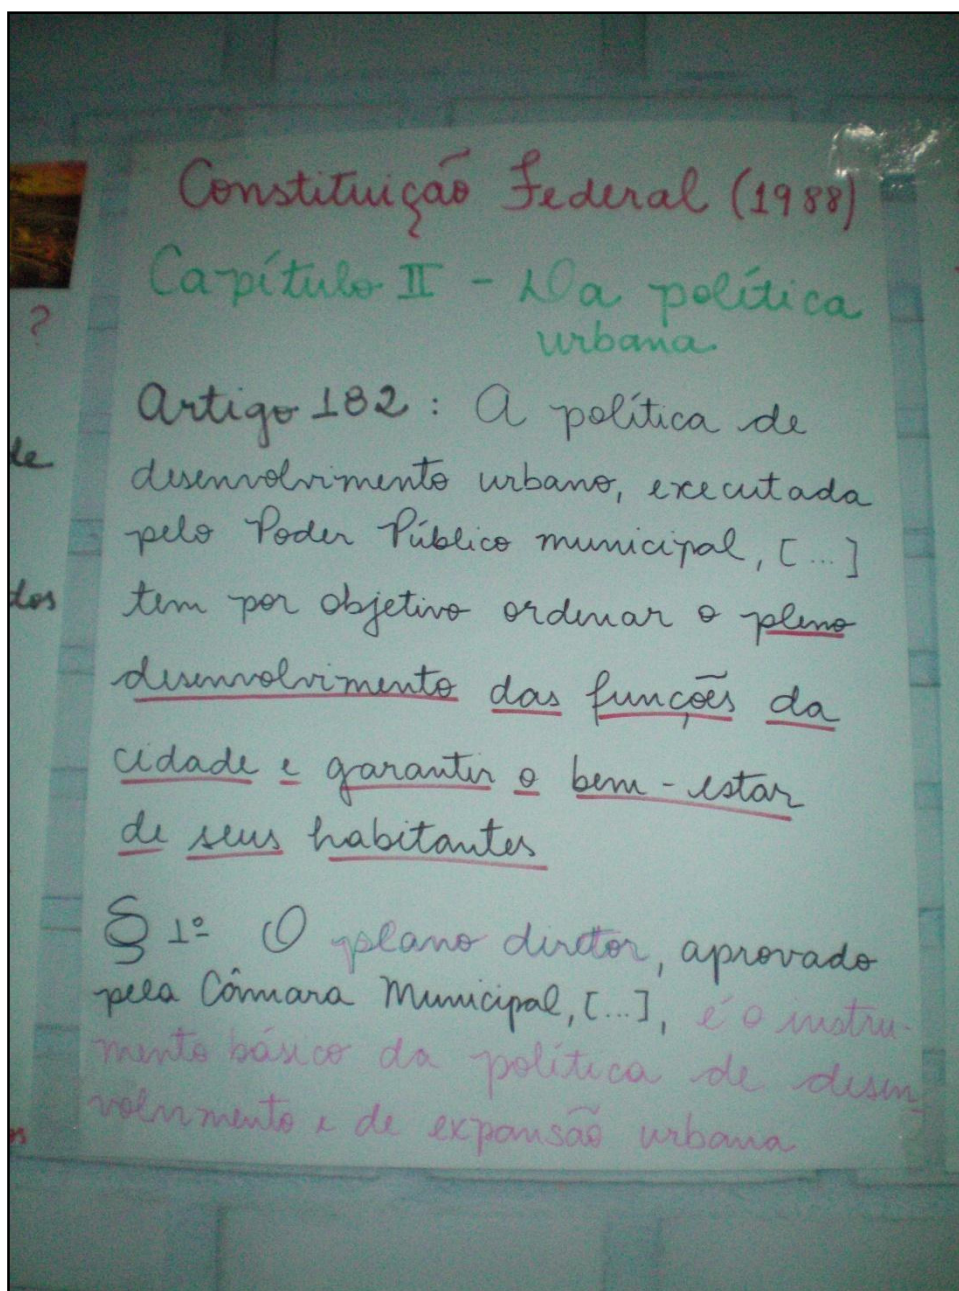 Constituição Federal (1988)
Capítulo II - Da política
urbana
?
Artigo 182: A política de
le
desenvolvimento urbano, executada
pelo Poder Público municipal, [...]
dos
tem por objetivo ordenar o pleno
desenvolvimento das funções da
cidade e garantir o bem-estar
de seus habitantes
§ 1º O plano diretor, aprovado
pela Câmara Municipal, [...], é o instru-
mento básico da política de desen-
volvimento e de expansão urbana